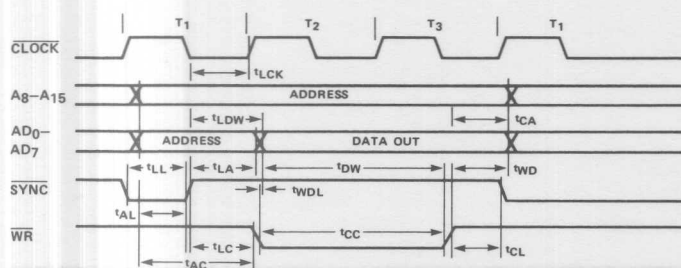 T1 T2 T3 T1
CLOCK
tLCK
A8–A15 ADDRESS
tLDW tCA
AD0–
AD7 ADDRESS DATA OUT
tLL tLA tDW tWD
SYNC
tWDL
tAL
WR tCC
tLC tCL
tAC